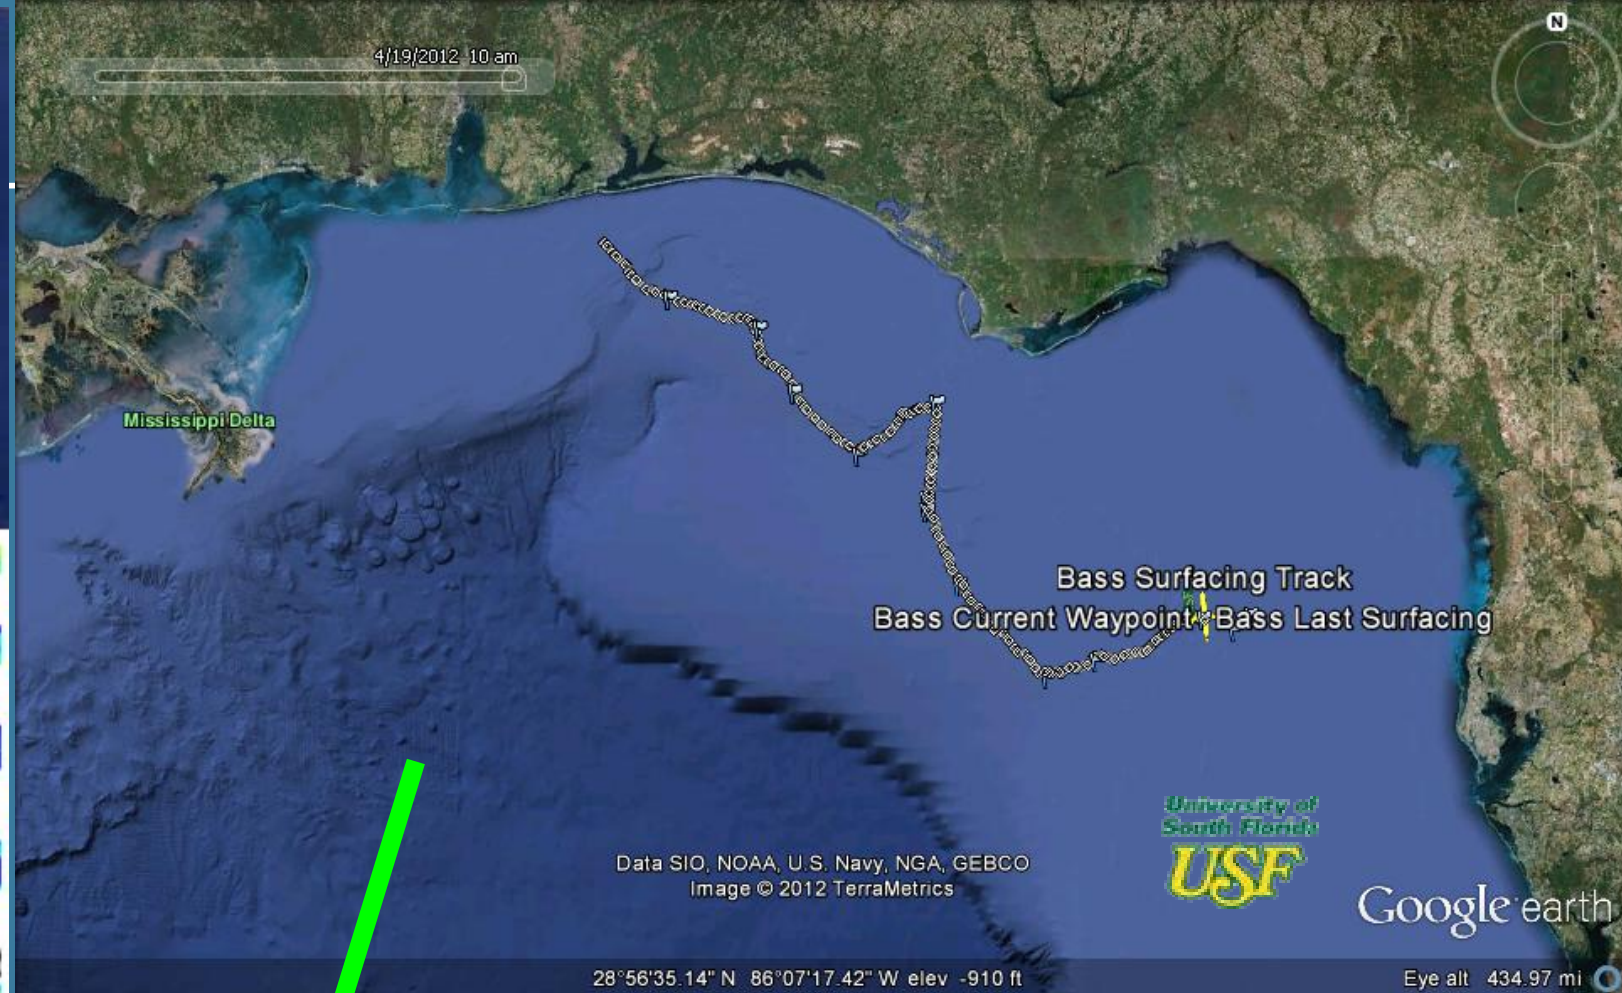 4/19/2012 10 am
N
Mississippi Delta
Bass Surfacing Track
Bass Current Waypoint
Bass Last Surfacing
University of
South Florida
USF
Data SIO, NOAA, U.S. Navy, NGA, GEBCO
Image © 2012 TerraMetrics
Google earth
28°56'35.14" N 86°07'17.42" W elev -910 ft
Eye alt 434.97 mi